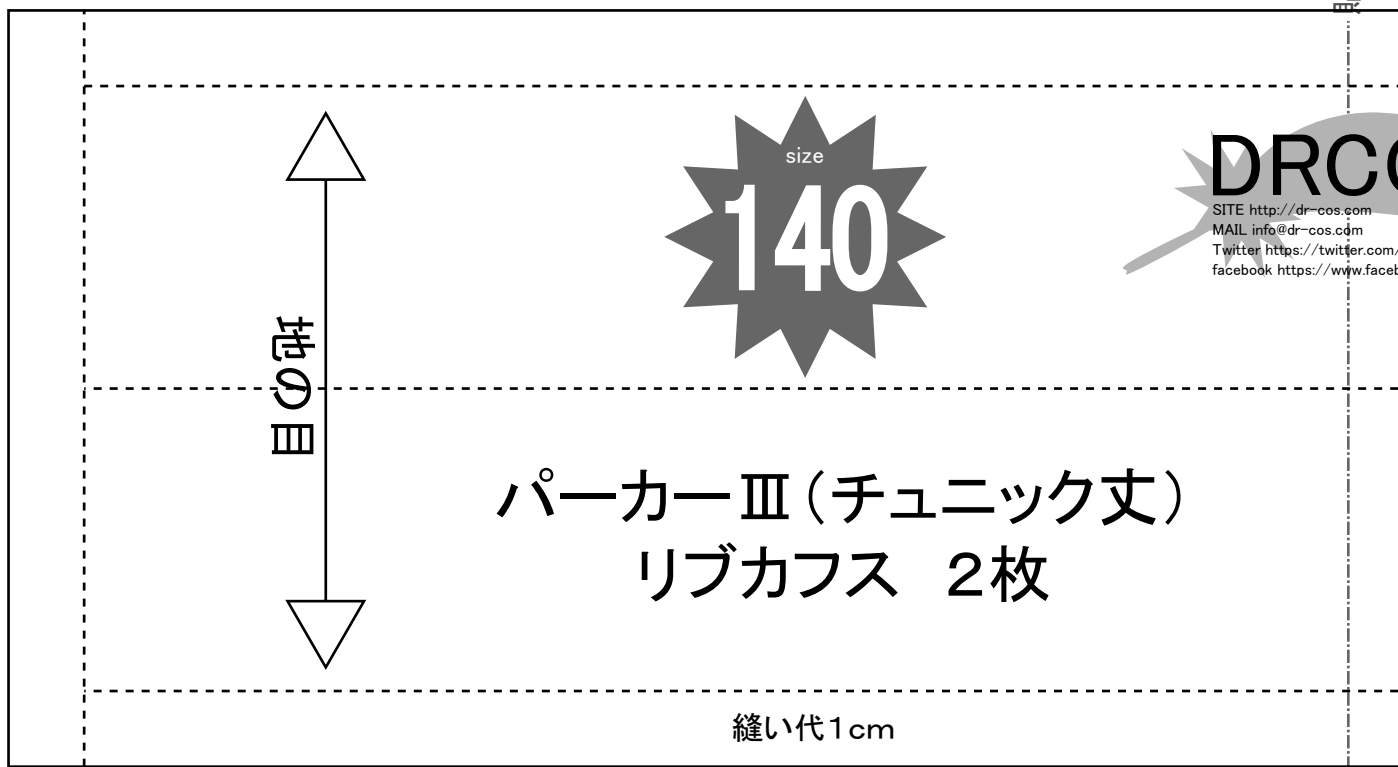 size
140
DRCO
SITE http://dr-cos.com
MAIL info@dr-cos.com
Twitter https://twitter.com/
facebook https://www.faceb
地の目
パーカーⅢ(チュニック丈)
リブカフス 2枚
縫い代1cm